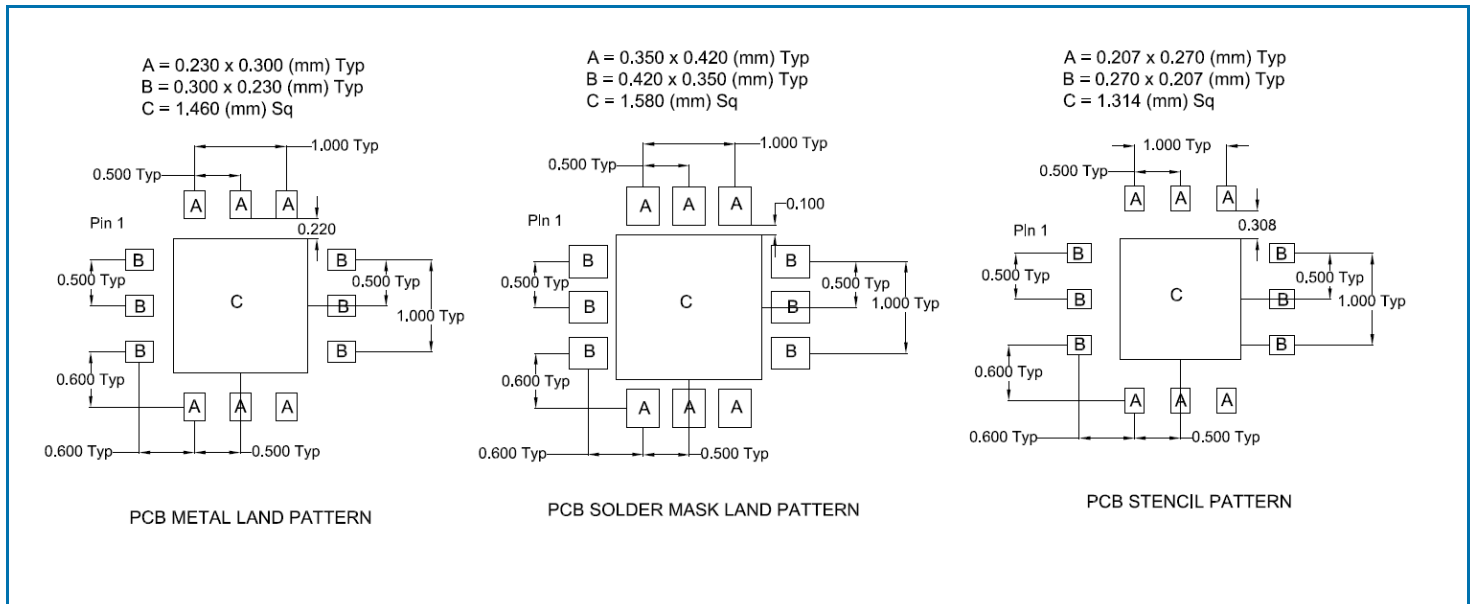 A = 0.230 x 0.300 (mm) Typ
B = 0.300 x 0.230 (mm) Typ
C = 1.460 (mm) Sq
1.000 Typ
0.500 Typ
A
A
A
Pin 1
0.220
B
B
0.500 Typ
0.500 Typ
C
B
B
1.000 Typ
B
B
0.600 Typ
A
A
A
0.600 Typ
0.500 Typ
PCB METAL LAND PATTERN
A = 0.350 x 0.420 (mm) Typ
B = 0.420 x 0.350 (mm) Typ
C = 1.580 (mm) Sq
1.000 Typ
0.500 Typ
A
A
A
0.100
Pin 1
B
B
0.500 Typ
0.500 Typ
C
B
B
1.000 Typ
B
B
0.600 Typ
A
A
A
0.600 Typ
0.500 Typ
PCB SOLDER MASK LAND PATTERN
A = 0.207 x 0.270 (mm) Typ
B = 0.270 x 0.207 (mm) Typ
C = 1.314 (mm) Sq
1.000 Typ
0.500 Typ
A
A
A
0.308
Pin 1
B
B
0.500 Typ
0.500 Typ
C
B
B
1.000 Typ
B
B
0.600 Typ
A
A
A
0.600 Typ
0.500 Typ
PCB STENCIL PATTERN